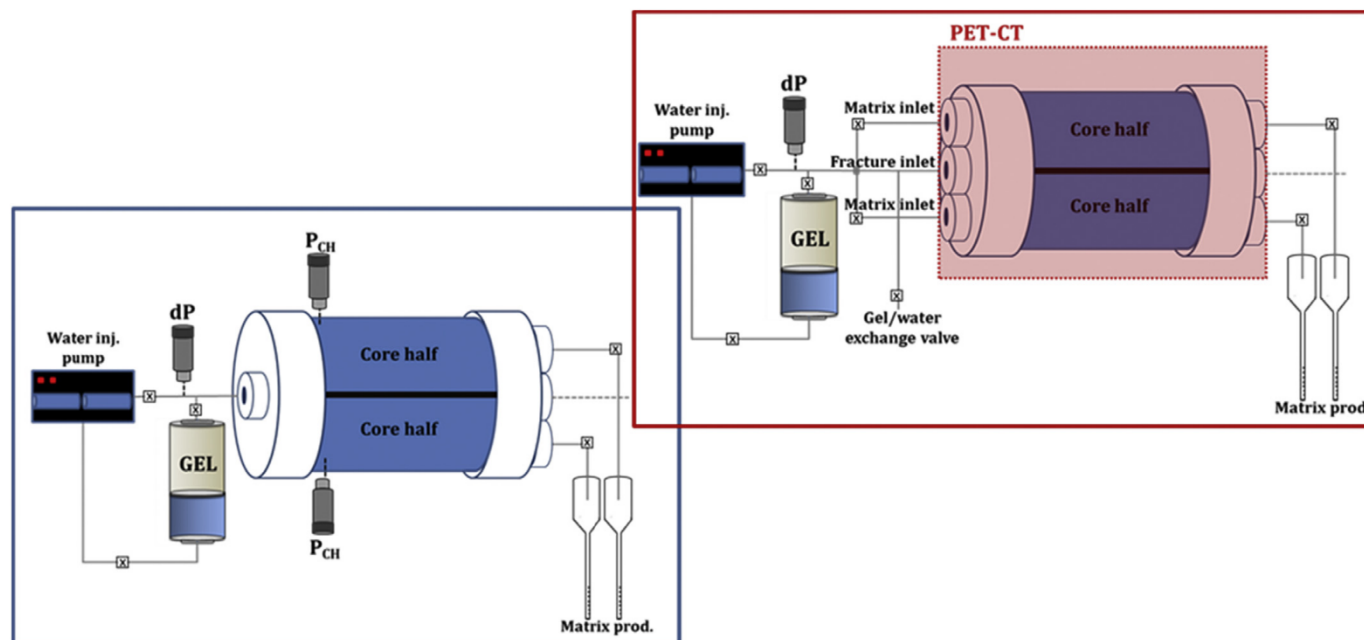 PET-CT
dP
Water inj.
pump
Matrix inlet
Core half
Fracture inlet
Matrix inlet
Core half
GEL
Gel/water
exchange valve
Matrix prod.
PCH
dP
Water inj.
pump
Core half
Core half
GEL
PCH
Matrix prod.